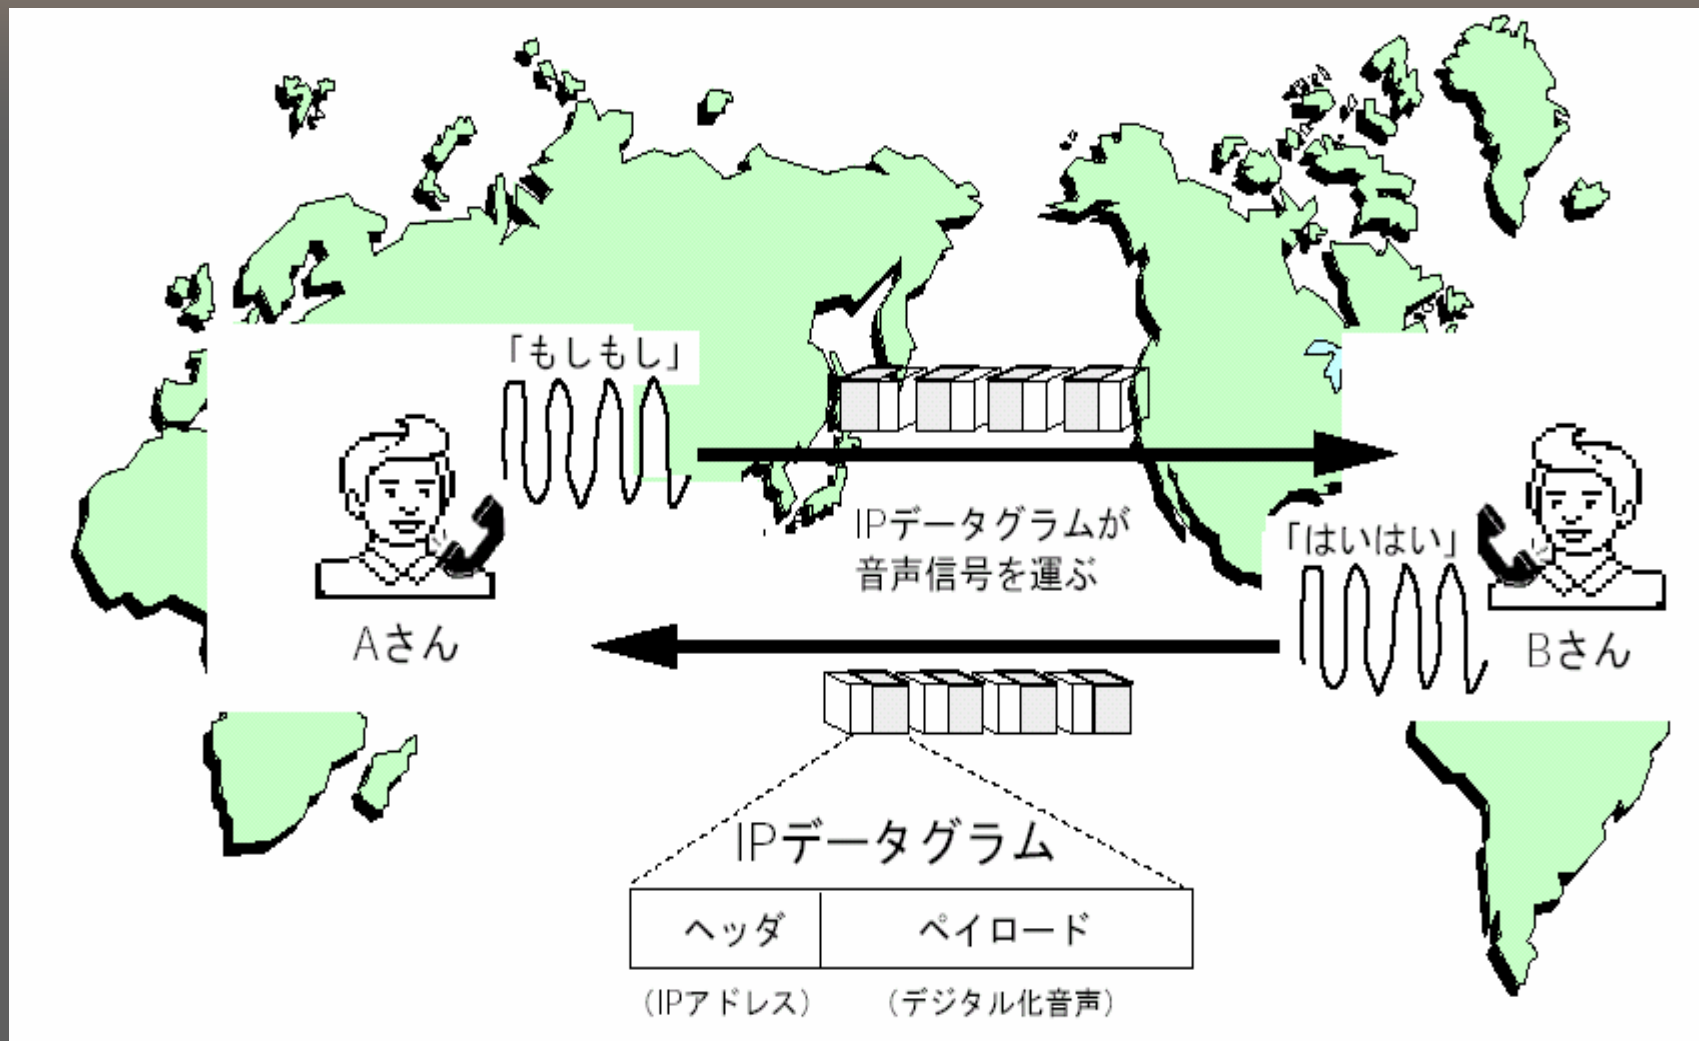 「もしもし」
IPデータグラムが
音声信号を運ぶ
「はいはい」
Aさん
Bさん
IPデータグラム
ヘッダ
ペイロード
(IPアドレス)
(デジタル化音声)